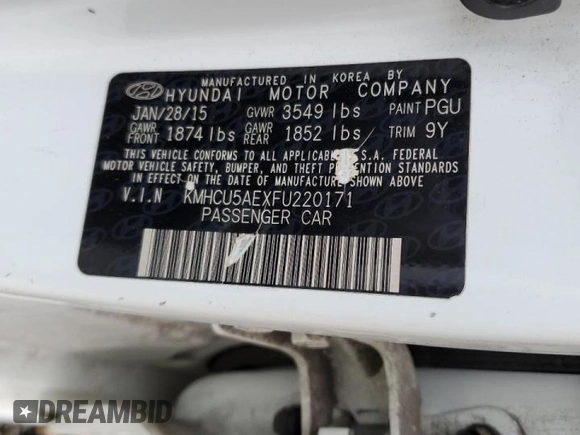 MANUFACTURED IN KOREA BY
HYUNDAI MOTOR COMPANY
JAN/28/15 GVWR 3549 lbs PAINT PGU
GAWR FRONT 1874 lbs GAWR REAR 1852 lbs TRIM 9Y
THIS VEHICLE CONFORMS TO ALL APPLICABLE U.S.A. FEDERAL
MOTOR VEHICLE SAFETY, BUMPER, AND THEFT PREVENTION STANDARDS
IN EFFECT ON THE DATE OF MANUFACTURE SHOWN ABOVE.
V.I.N KMHCU5AEXFU220171
PASSENGER CAR
DREAMBID